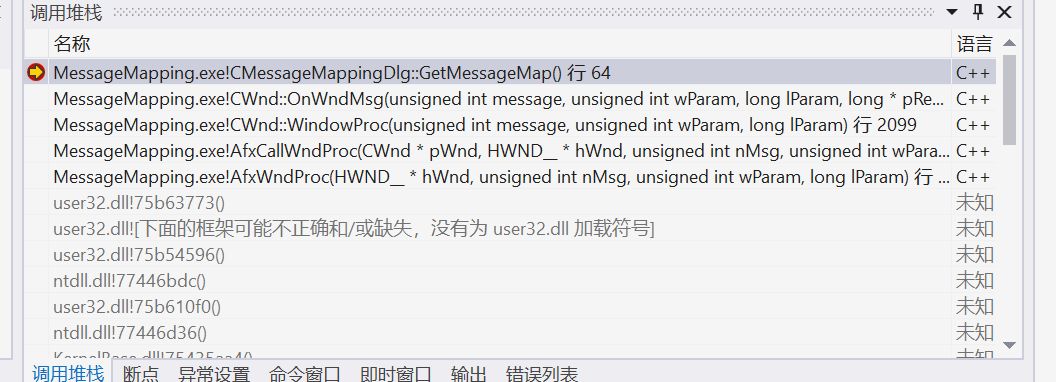 调用堆栈
名称 语言
MessageMapping.exe!CMessageMappingDlg::GetMessageMap() 行 64 C++
MessageMapping.exe!CWnd::OnWndMsg(unsigned int message, unsigned int wParam, long lParam, long * pRe... C++
MessageMapping.exe!CWnd::WindowProc(unsigned int message, unsigned int wParam, long lParam) 行 2099 C++
MessageMapping.exe!AfxCallWndProc(CWnd * pWnd, HWND__ * hWnd, unsigned int nMsg, unsigned int wPara... C++
MessageMapping.exe!AfxWndProc(HWND__ * hWnd, unsigned int nMsg, unsigned int wParam, long lParam) 行 ... C++
user32.dll!75b63773() 未知
user32.dll![下面的框架可能不正确和/或缺失，没有为 user32.dll 加载符号] 未知
user32.dll!75b54596() 未知
ntdll.dll!77446bdc() 未知
user32.dll!75b610f0() 未知
ntdll.dll!77446d36() 未知
KernelBase.dll!75435aa4() 未知
调用堆栈 断点 异常设置 命令窗口 即时窗口 输出 错误列表